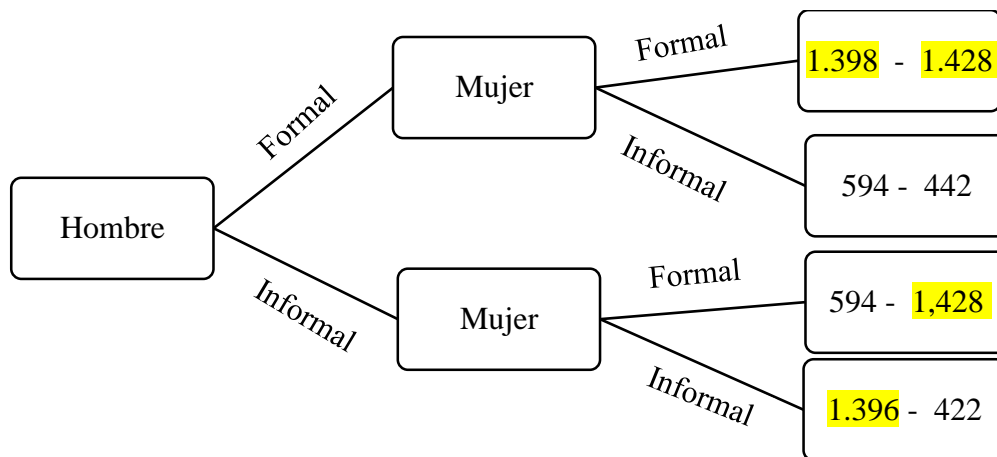 Hombre
Formal
Informal
Mujer
Formal
Informal
1.398 - 1.428
594 - 442
Mujer
Formal
Informal
594 - 1,428
1.396 - 422